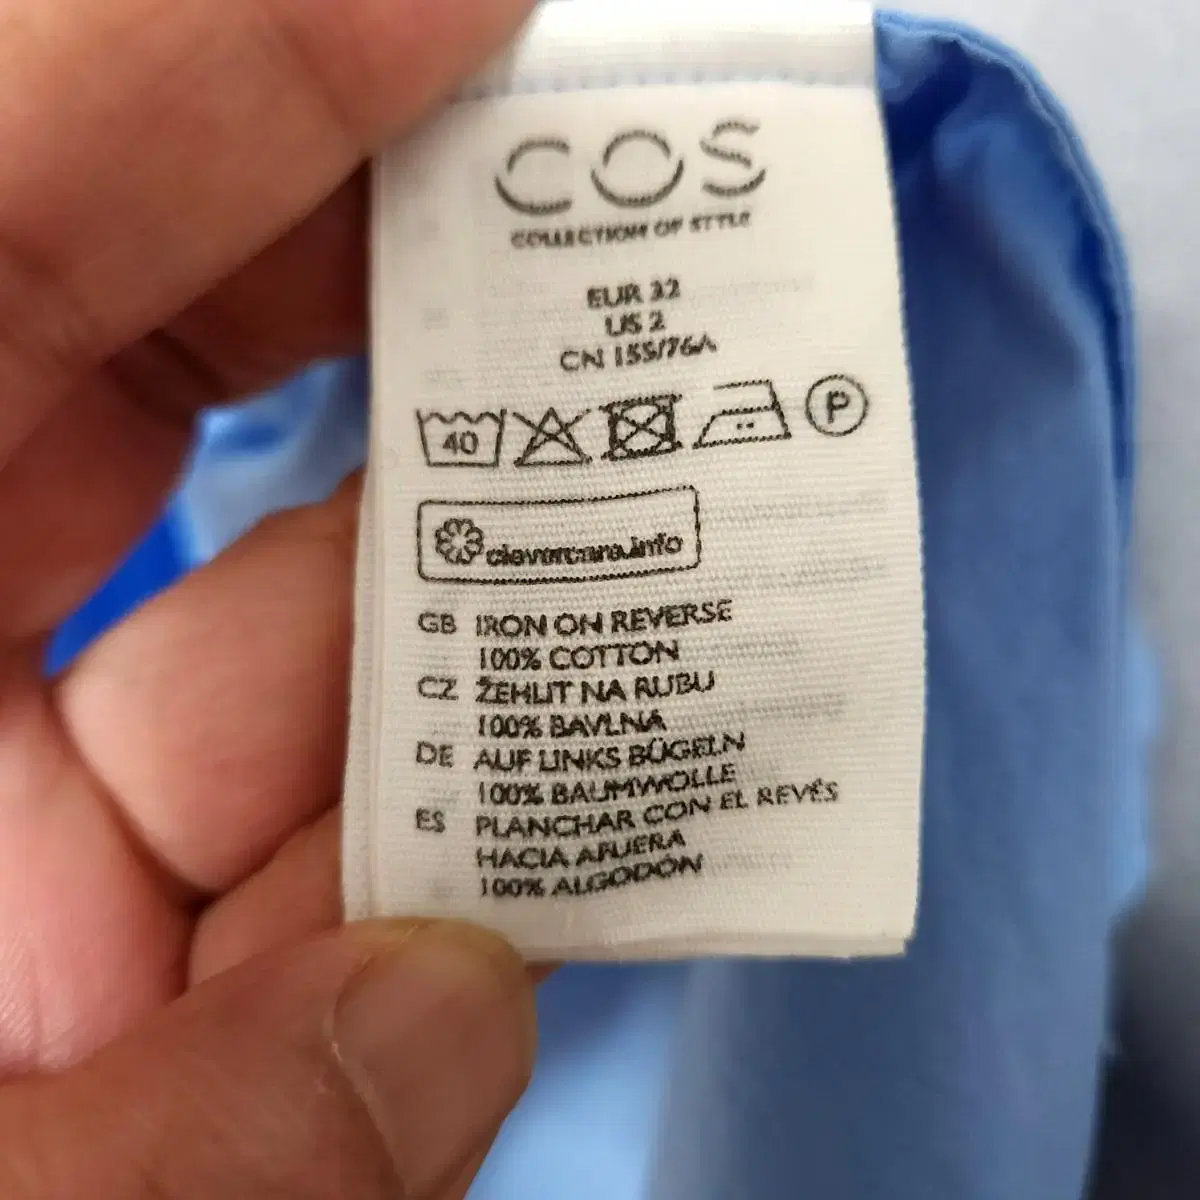 COS
COLLECTION OF STYLE
EUR 32
US 2
CN 155/76A
40
P
clevercare.info
GB IRON ON REVERSE
100% COTTON
CZ ŽEHLIT NA RUBU
100% BAVLNA
DE AUF LINKS BÜGELN
100% BAUMWOLLE
ES PLANCHAR CON EL REVÉS
HACIA AFUERA
100% ALGODÓN